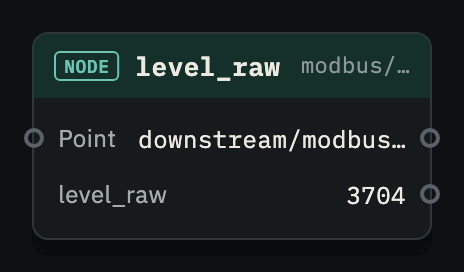 NODE level_raw modbus/…
Point downstream/modbus…
level_raw 3704